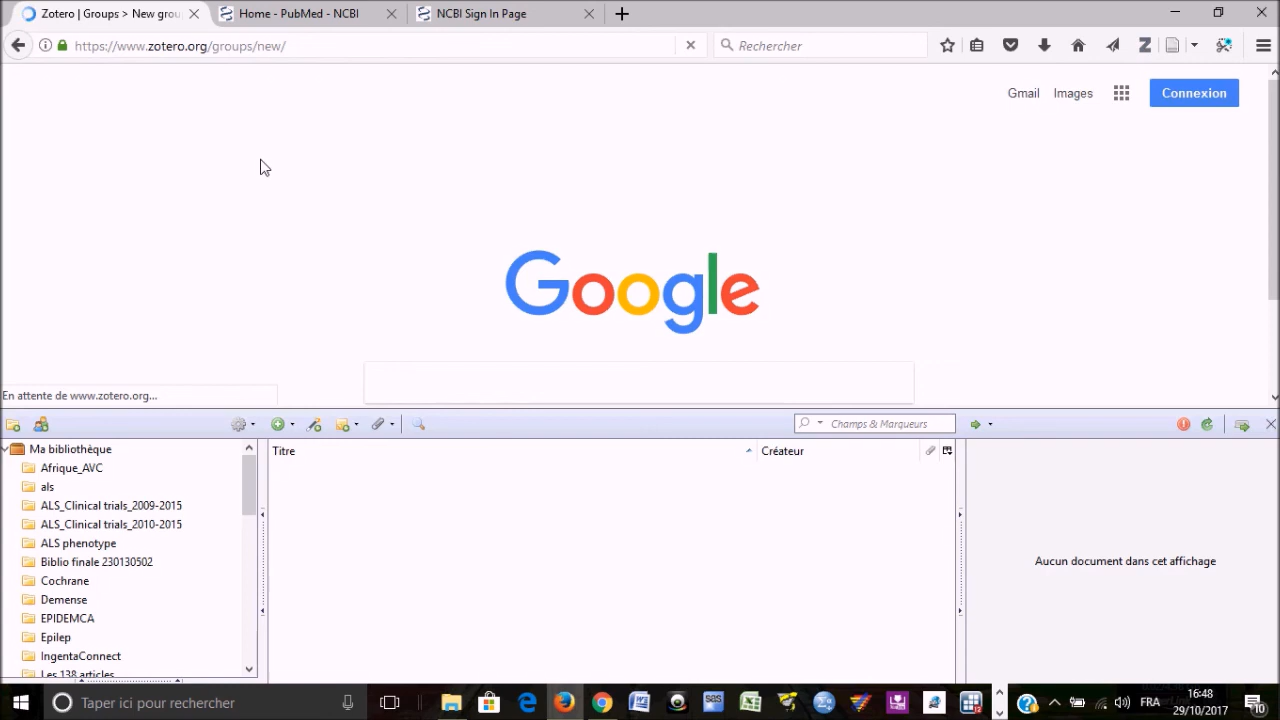 Zotero | Groups > New grou
Home - PubMed - NCBI
NCBI Sign In Page
https://www.zotero.org/groups/new/
Rechercher
Gmail
Images
Connexion
Google
En attente de www.zotero.org...
Champs & Marqueurs
Ma bibliothèque
Titre
Créateur
Afrique_AVC
als
ALS_Clinical trials_2009-2015
ALS_Clinical trials_2010-2015
ALS phenotype
Biblio finale 230130502
Aucun document dans cet affichage
Cochrane
Demense
EPIDEMCA
Epilep
IngentaConnect
Les 138 articles
Taper ici pour rechercher
FRA
16:48
29/10/2017